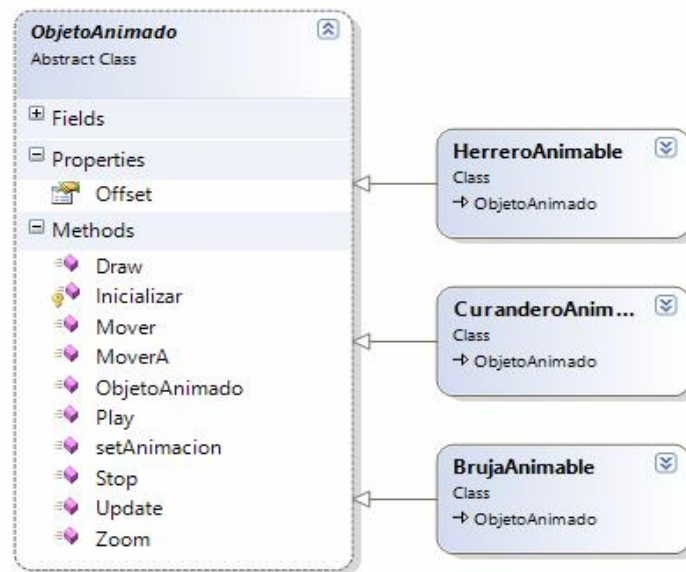 ObjetoAnimado
Abstract Class
Fields
Properties
Offset
Methods
Draw
Inicializar
Mover
MoverA
ObjetoAnimado
Play
setAnimacion
Stop
Update
Zoom
HerreroAnimable
Class
ObjetoAnimado
CuranderoAnim...
Class
ObjetoAnimado
BrujaAnimable
Class
ObjetoAnimado